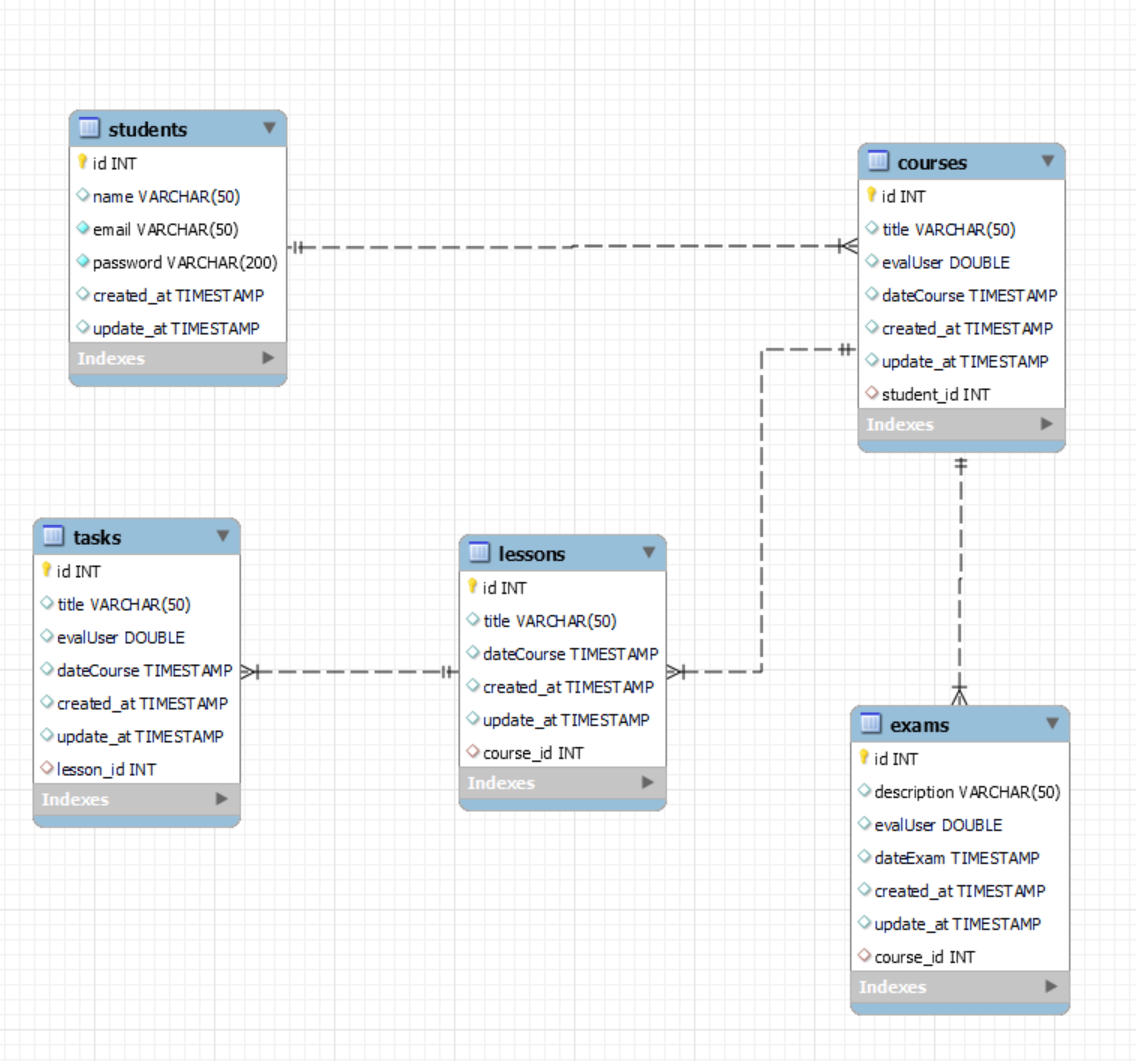 students
id INT
name VARCHAR(50)
email VARCHAR(50)
password VARCHAR(200)
created_at TIMESTAMP
update_at TIMESTAMP
Indexes
courses
id INT
title VARCHAR(50)
evalUser DOUBLE
dateCourse TIMESTAMP
created_at TIMESTAMP
update_at TIMESTAMP
student_id INT
Indexes
tasks
id INT
title VARCHAR(50)
evalUser DOUBLE
dateCourse TIMESTAMP
created_at TIMESTAMP
update_at TIMESTAMP
lesson_id INT
Indexes
lessons
id INT
title VARCHAR(50)
dateCourse TIMESTAMP
created_at TIMESTAMP
update_at TIMESTAMP
course_id INT
Indexes
exams
id INT
description VARCHAR(50)
evalUser DOUBLE
dateExam TIMESTAMP
created_at TIMESTAMP
update_at TIMESTAMP
course_id INT
Indexes